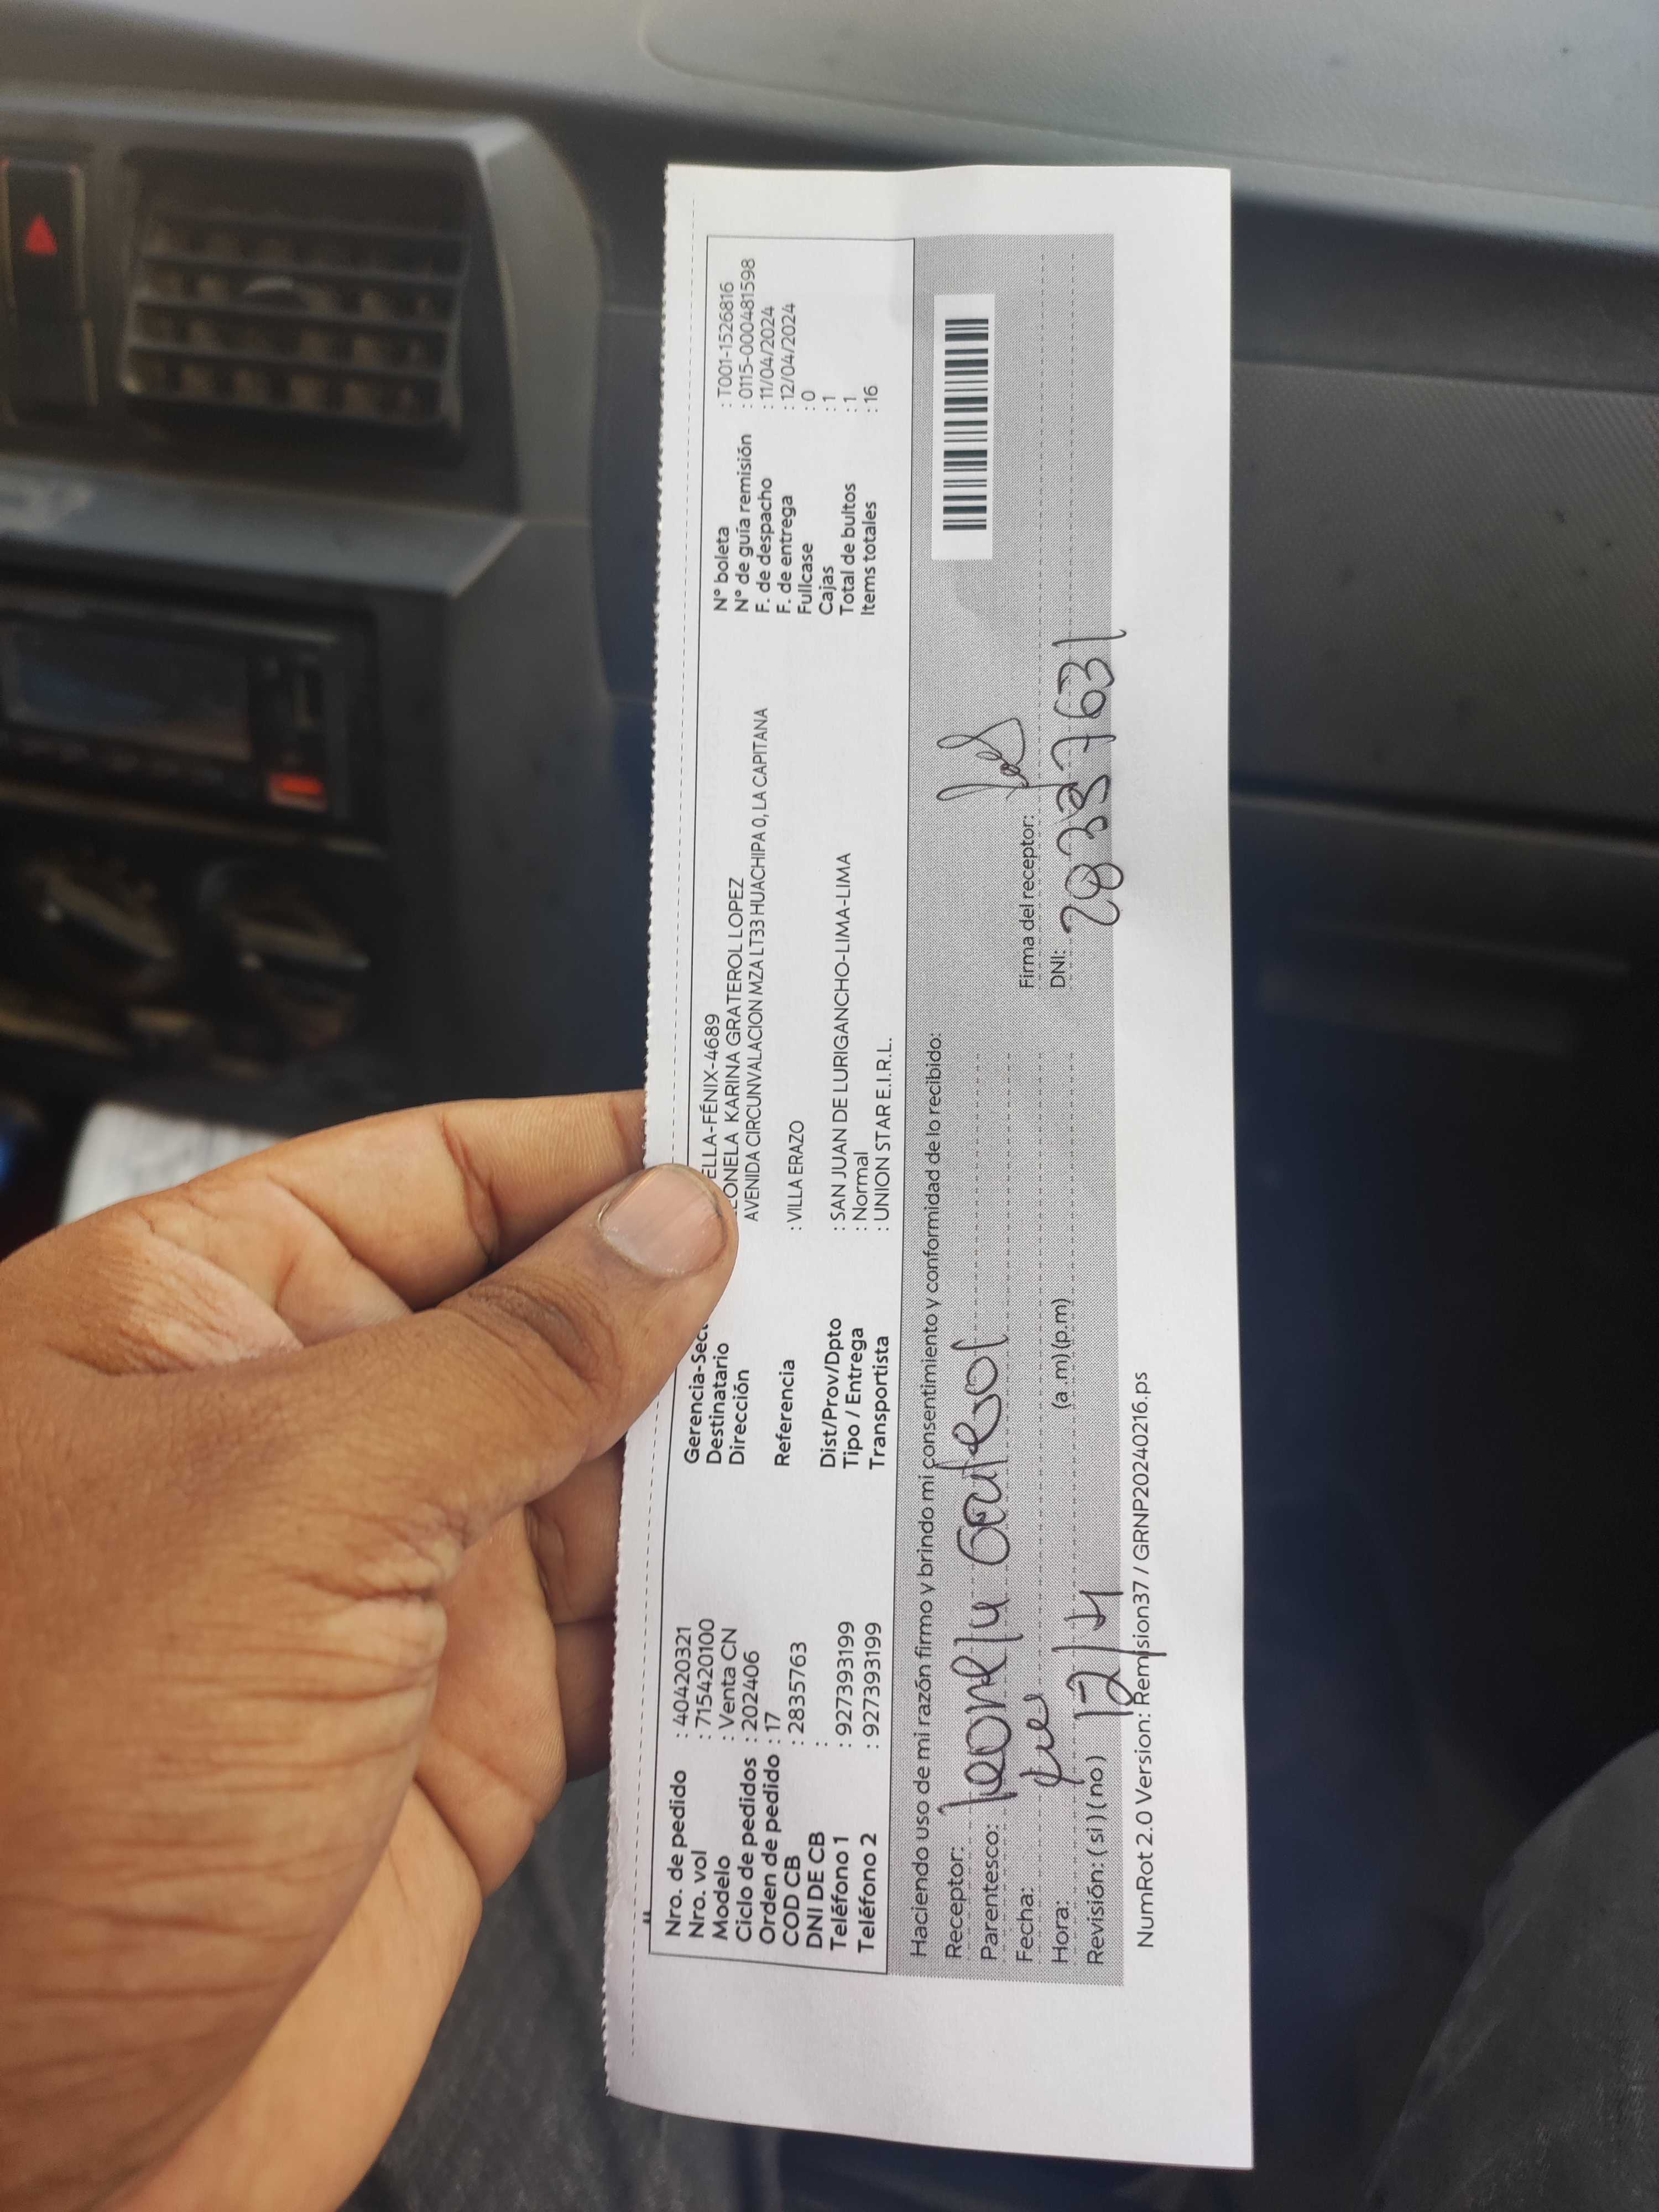 Nro. de pedido : 40420321
Nro. vol : 715420100
Modelo : Venta CN
Ciclo de pedidos : 202406
Orden de pedido : 17
COD CB : 28335763
DNI DE CB :
Teléfono 1 : 927393199
Teléfono 2 : 927393199
Gerencia-Sec ELLA-FÉNIX-4689
Destinatario ONELA KARINA GRATEROL LOPEZ
Dirección AVENIDA CIRCUNVALACION MZA LT33 HUACHIPA 0, LA CAPITANA
Referencia : VILLA ERAZO
Dist/Prov/Dpto : SAN JUAN DE LURIGANCHO-LIMA-LIMA
Tipo / Entrega : Normal
Transportista : UNION STAR E.I.R.L.
N° boleta : T001-1526816
N° de guía remisión : 0115-000481598
F. de despacho : 11/04/2024
F. de entrega : 12/04/2024
Fullcase : 0
Cajas : 1
Total de bultos : 1
Items totales : 16
Haciendo uso de mi razón firmo y brindo mi consentimiento y conformidad de lo recibido:
Receptor:
Parentesco:
Fecha:
Hora: 12/4 (a .m) (p.m)
Revisión: ( si ) ( no )
Firma del receptor:
DNI:
NumRot 2.0 Version: Remision37 / GRNP20240216.ps